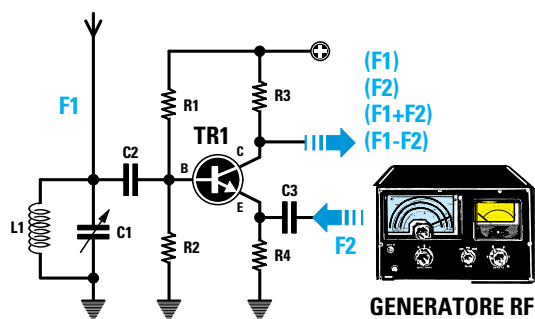 F1
L1
C1
C2
R1
R2
TR1
B
C
E
R3
R4
C3
F2
(F1)
(F2)
(F1+F2)
(F1-F2)
GENERATORE RF